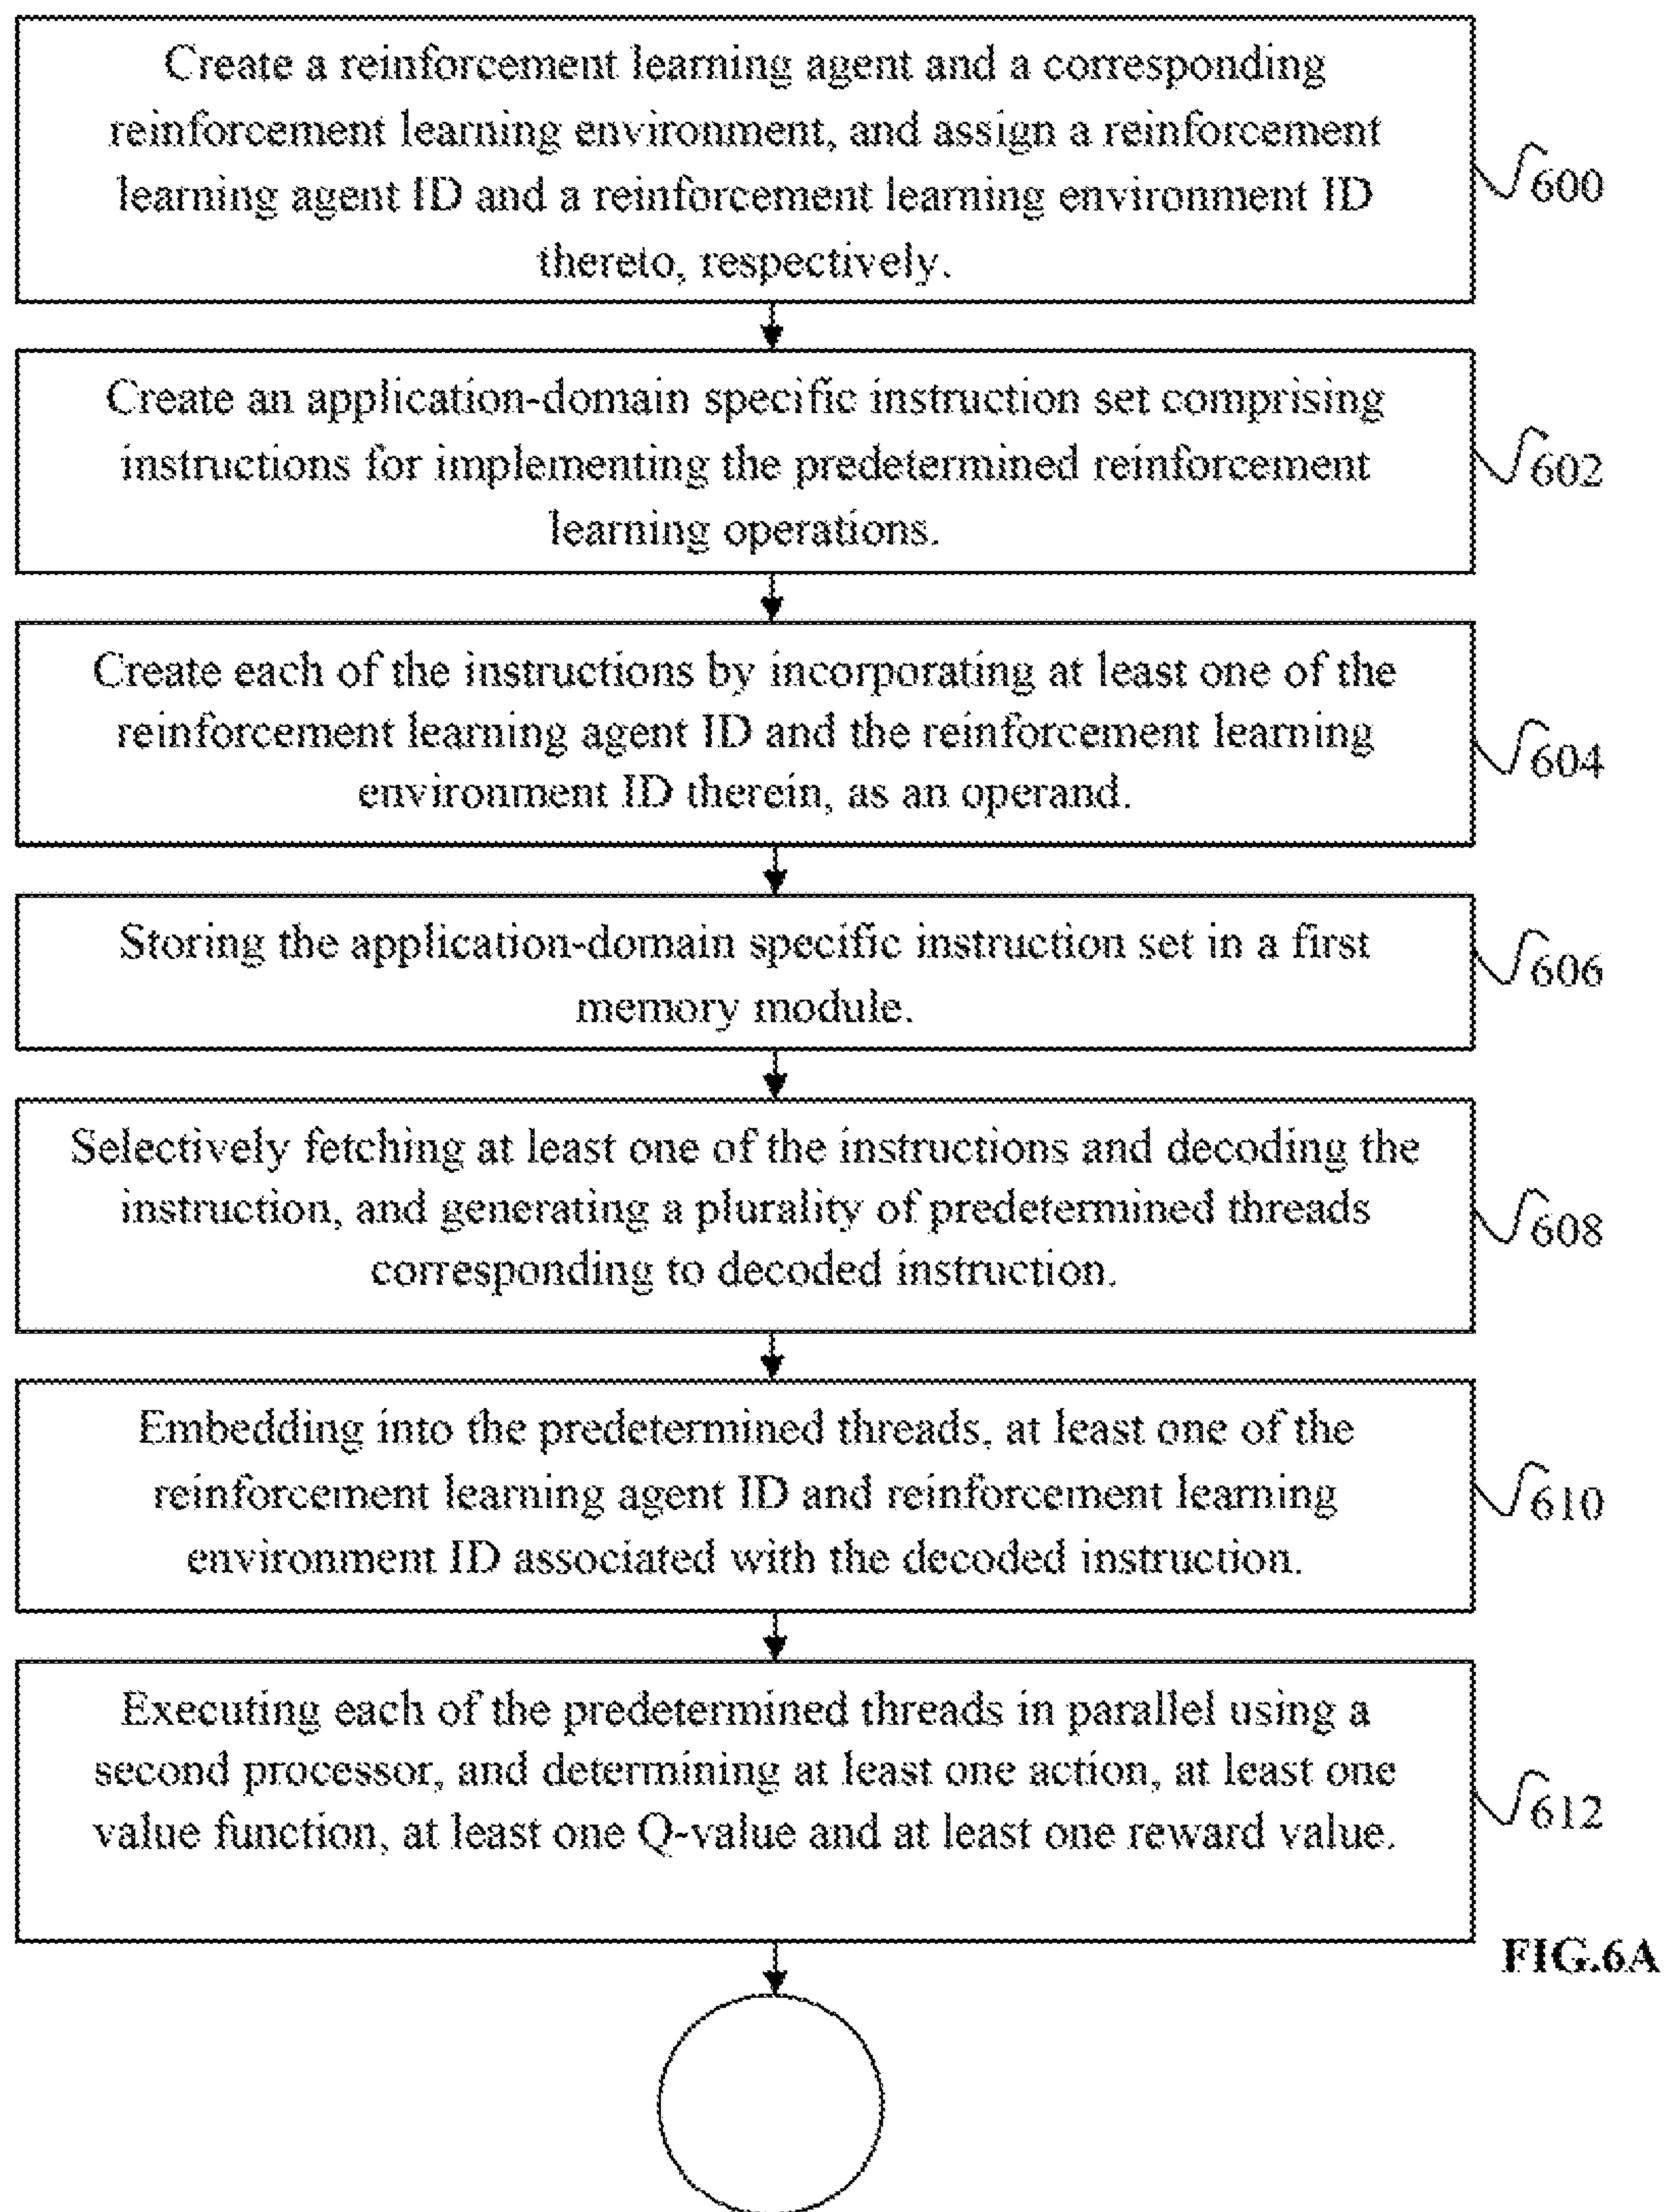 Create a reinforcement learning agent and a corresponding
reinforcement learning environment, and assign a reinforcement
learning agent ID and a reinforcement learning environment ID
thereto, respectively.
600
Create an application-domain specific instruction set comprising
instructions for implementing the predetermined reinforcement
learning operations.
602
Create each of the instructions by incorporating at least one of the
reinforcement learning agent ID and the reinforcement learning
environment ID therein, as an operand.
604
Storing the application-domain specific instruction set in a first
memory module.
606
Selectively fetching at least one of the instructions and decoding the
instruction, and generating a plurality of predetermined threads
corresponding to decoded instruction.
608
Embedding into the predetermined threads, at least one of the
reinforcement learning agent ID and reinforcement learning
environment ID associated with the decoded instruction.
610
Executing each of the predetermined threads in parallel using a
second processor, and determining at least one action, at least one
value function, at least one Q-value and at least one reward value.
612
FIG.6A